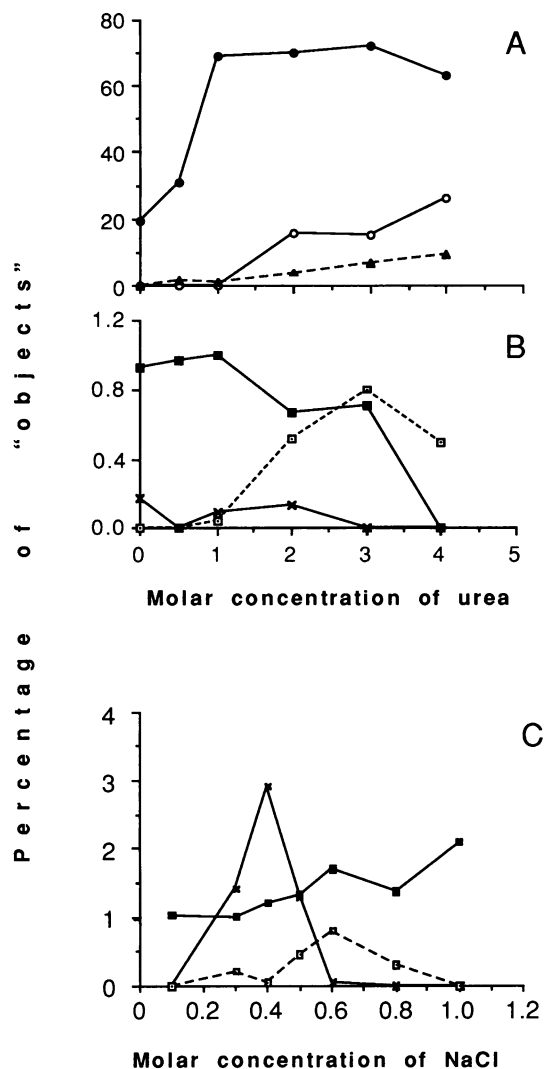 Percentage of “objects”
A
80
60
40
20
0
B
1.2
0.8
0.4
0.0
0 1 2 3 4 5
Molar concentration of urea
C
4
3
2
1
0
0 0.2 0.4 0.6 0.8 1.0 1.2
Molar concentration of NaCl